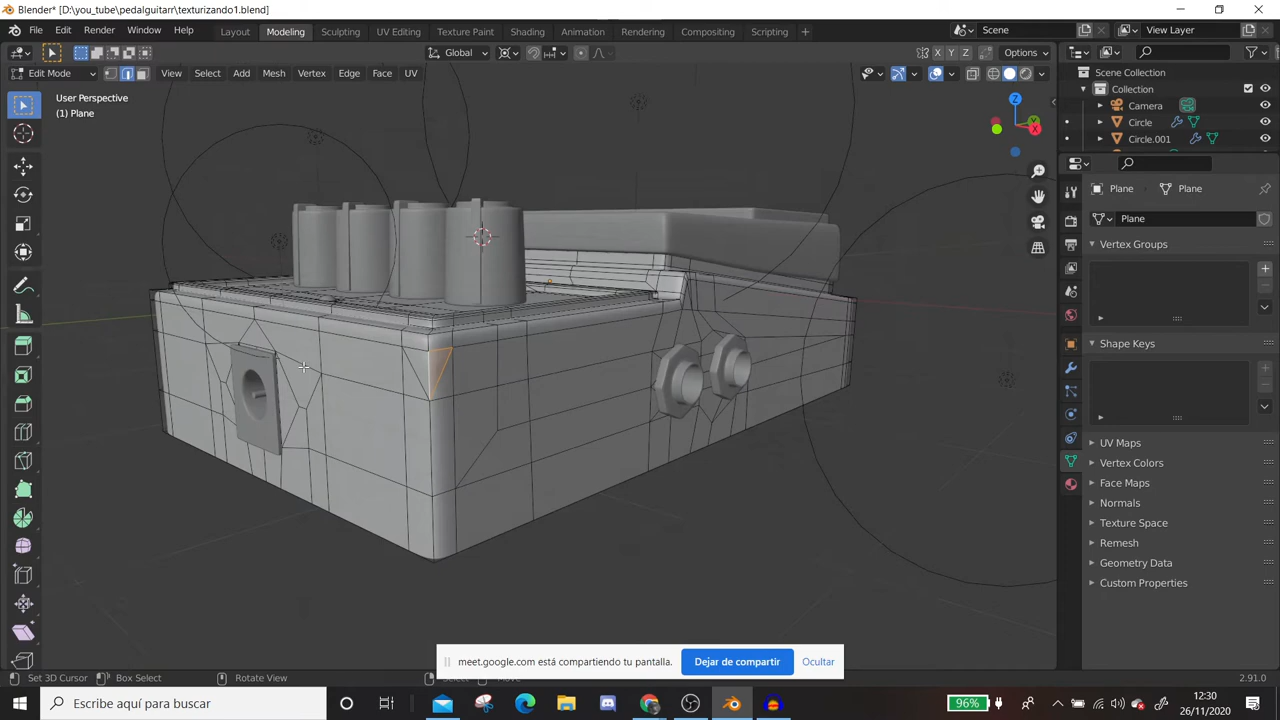 Blender* [D:\you_tube\pedalguitarr\texturizando1.blend]
File Edit Render Window Help Layout Modeling Sculpting UV Editing Texture Paint Shading Animation Rendering Compositing Scripting + Scene View Layer
Global X Y Z Options
Edit Mode View Select Add Mesh Vertex Edge Face UV
User Perspective
(1) Plane
Z
Y
X
Scene Collection
Collection
Camera
Circle
Circle.001
Plane Plane
Plane
Vertex Groups
Shape Keys
UV Maps
Vertex Colors
Face Maps
Normals
Texture Space
Remesh
Geometry Data
Custom Properties
meet.google.com está compartiendo tu pantalla. Dejar de compartir Ocultar
Set 3D Cursor Box Select Rotate View Select 2.91.0
Escribe aquí para buscar 96% 12:30
26/11/2020